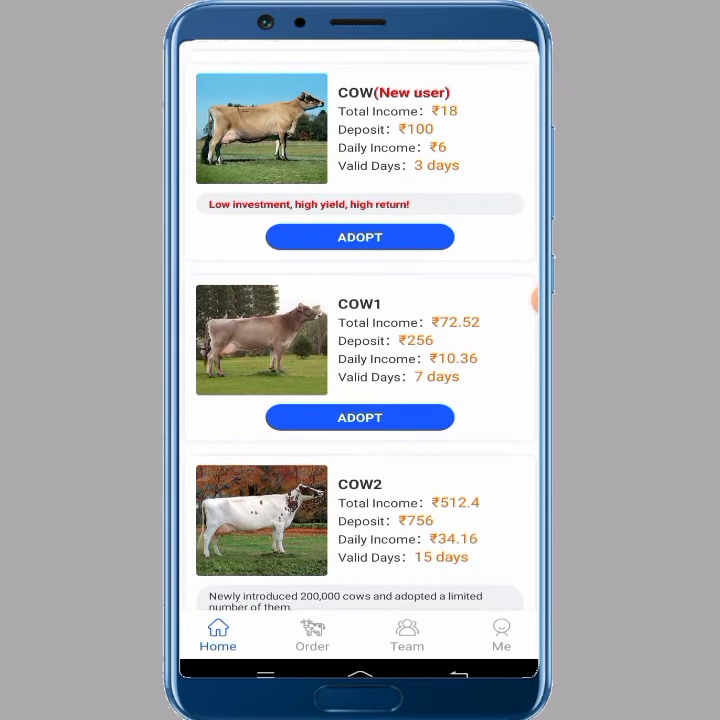 COW(New user)
Total Income: ₹18
Deposit: ₹100
Daily Income: ₹6
Valid Days: 3 days
Low investment, high yield, high return!
ADOPT
COW1
Total Income: ₹72.52
Deposit: ₹256
Daily Income: ₹10.36
Valid Days: 7 days
ADOPT
COW2
Total Income: ₹512.4
Deposit: ₹756
Daily Income: ₹34.16
Valid Days: 15 days
Newly introduced 200,000 cows and adopted a limited
number of them.
Home
Order
Team
Me